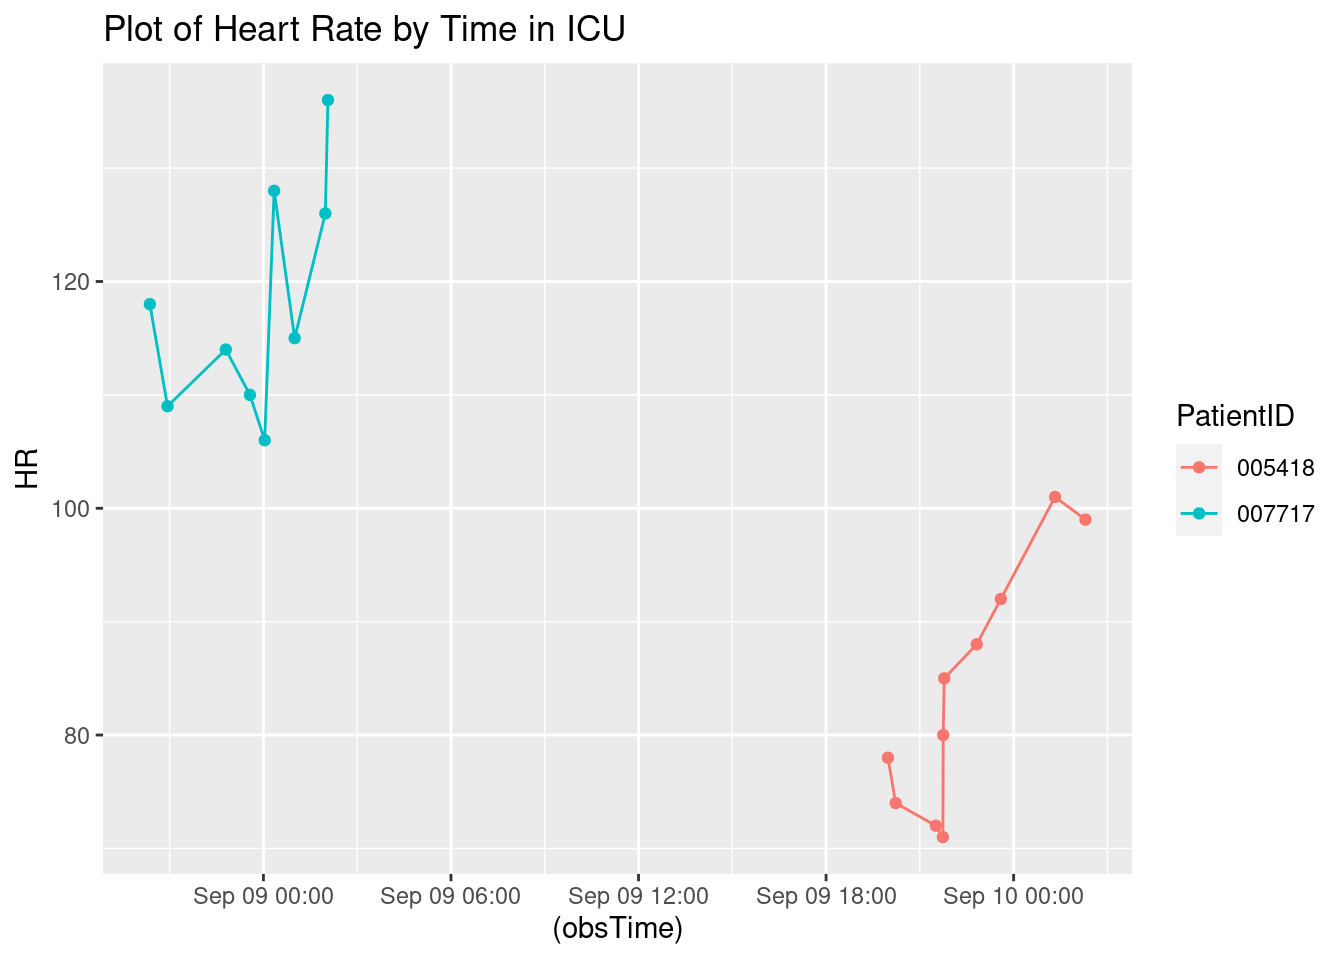 Plot of Heart Rate by Time in ICU
HR
120
100
80
Sep 09 00:00 Sep 09 06:00 Sep 09 12:00 Sep 09 18:00 Sep 10 00:00
(obsTime)
PatientID
005418
007717